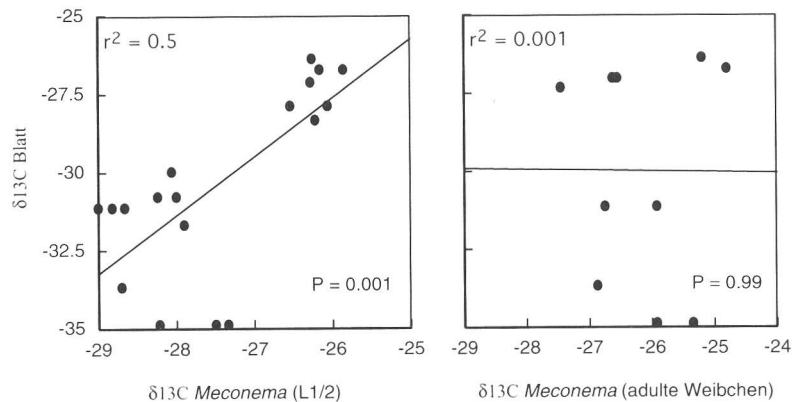 -25
-27.5
-30
-32.5
-35
δ13C Blatt
r² = 0.5
P = 0.001
-29 -28 -27 -26 -25
δ13C Meconema (L1/2)
r² = 0.001
P = 0.99
-29 -28 -27 -26 -25 -24
δ13C Meconema (adulte Weibchen)